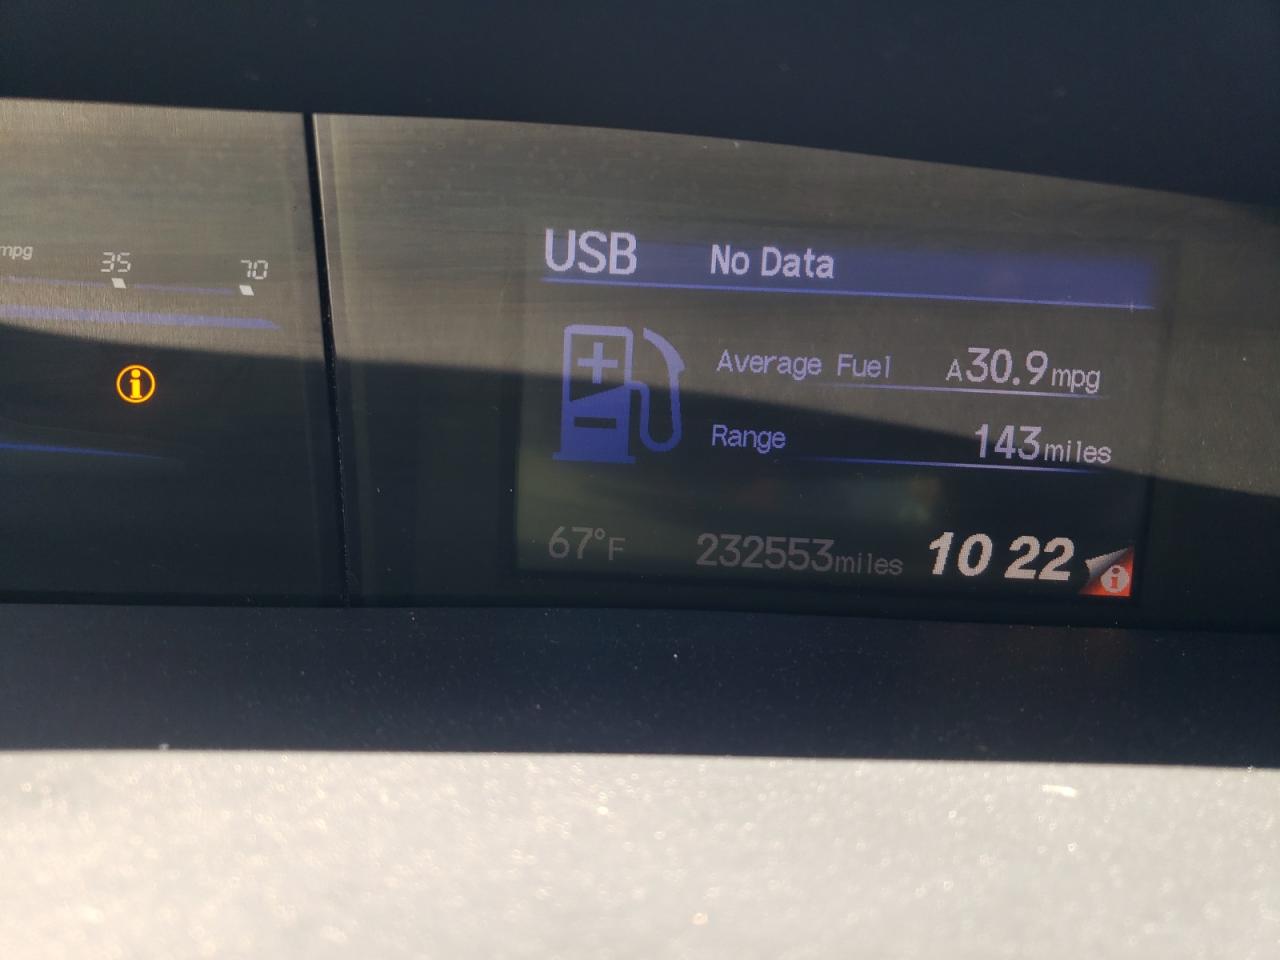 mpg 35 70
USB No Data
Average Fuel A30.9mpg
Range 143miles
67°F 232553miles 10 22